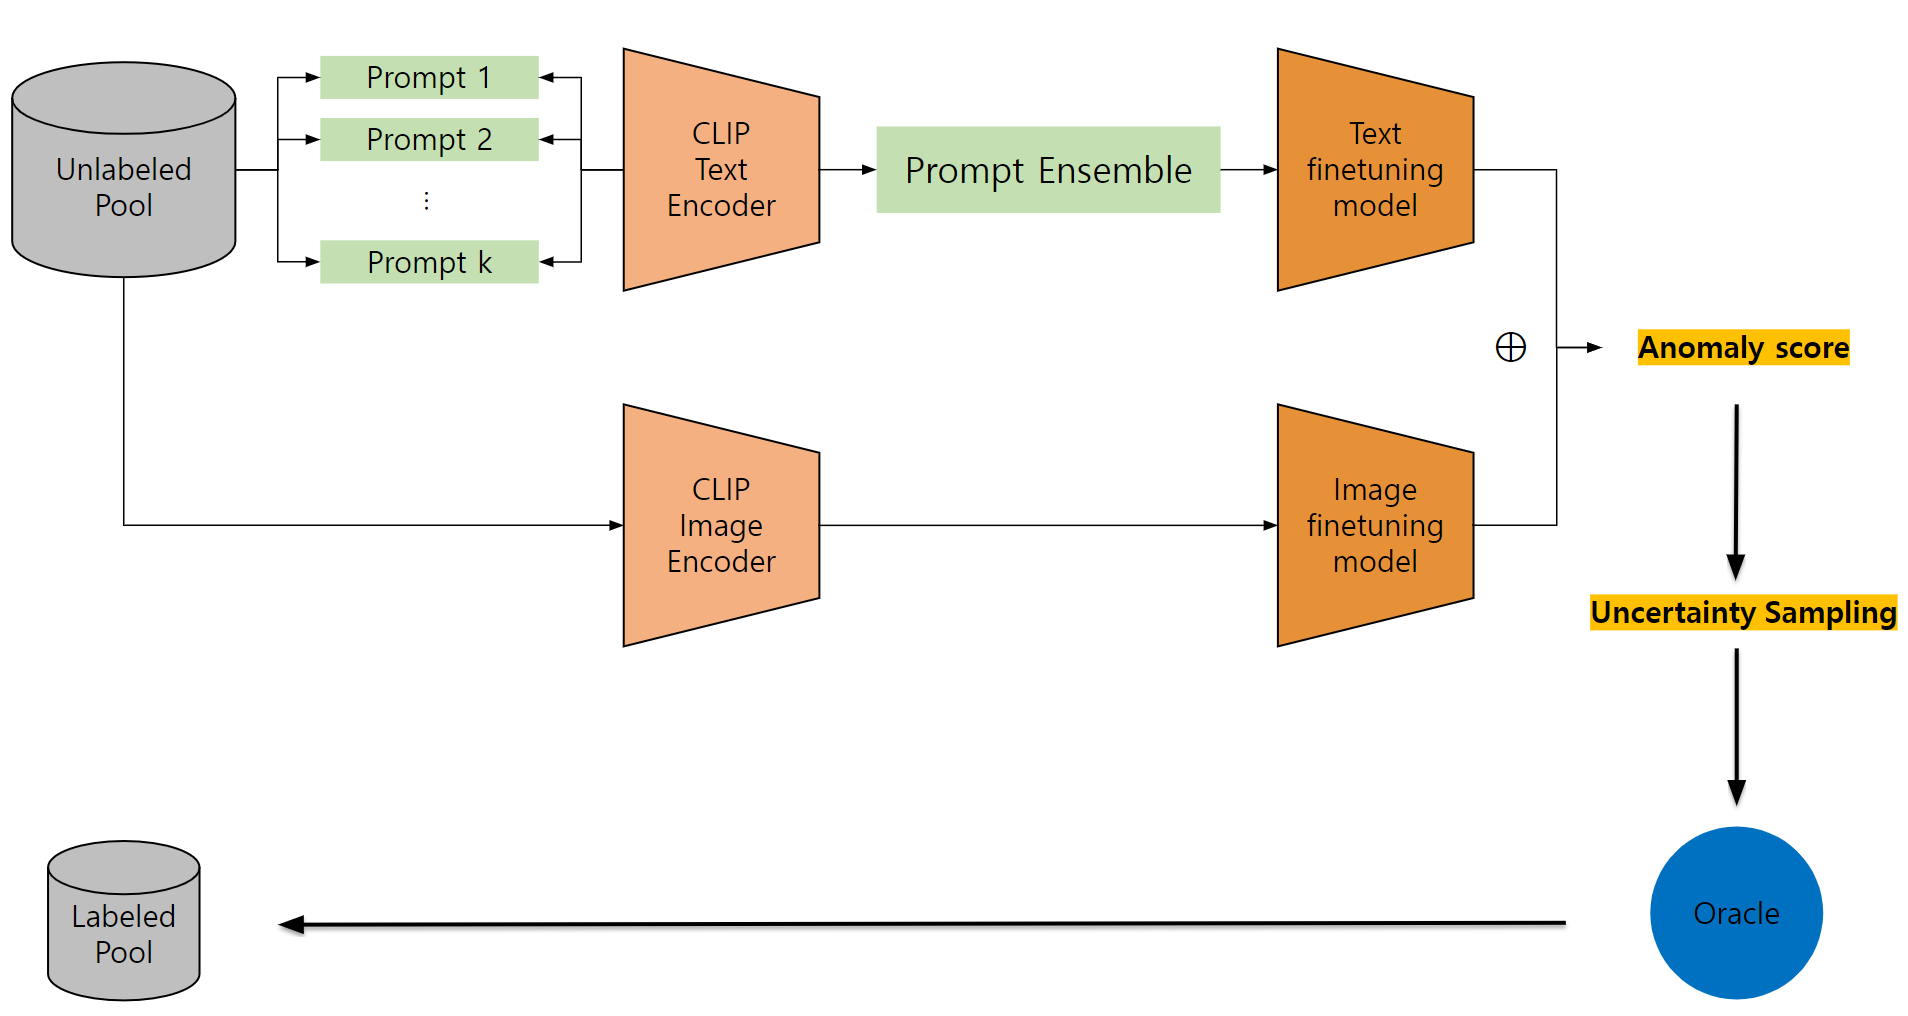 Unlabeled
Pool
Prompt 1
Prompt 2
⋮
Prompt k
CLIP
Text
Encoder
Prompt Ensemble
Text
finetuning
model
CLIP
Image
Encoder
Image
finetuning
model
⊕
Anomaly score
Uncertainty Sampling
Oracle
Labeled
Pool